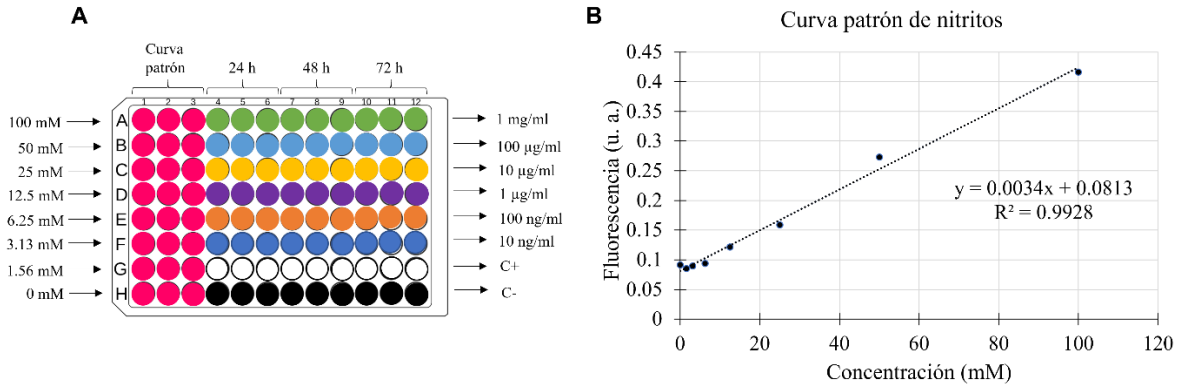 A
Curva
patrón
24 h
48 h
72 h
1 2 3 4 5 6 7 8 9 10 11 12
100 mM A 1 mg/ml
50 mM B 100 µg/ml
25 mM C 10 µg/ml
12.5 mM D 1 µg/ml
6.25 mM E 100 ng/ml
3.13 mM F 10 ng/ml
1.56 mM G C+
0 mM H C-
B
Curva patrón de nitritos
Fluorescencia (u. a.)
0.45
0.4
0.35
0.3
0.25
0.2
0.15
0.1
0.05
0
y = 0.0034x + 0.0813
R² = 0.9928
0 20 40 60 80 100 120
Concentración (mM)